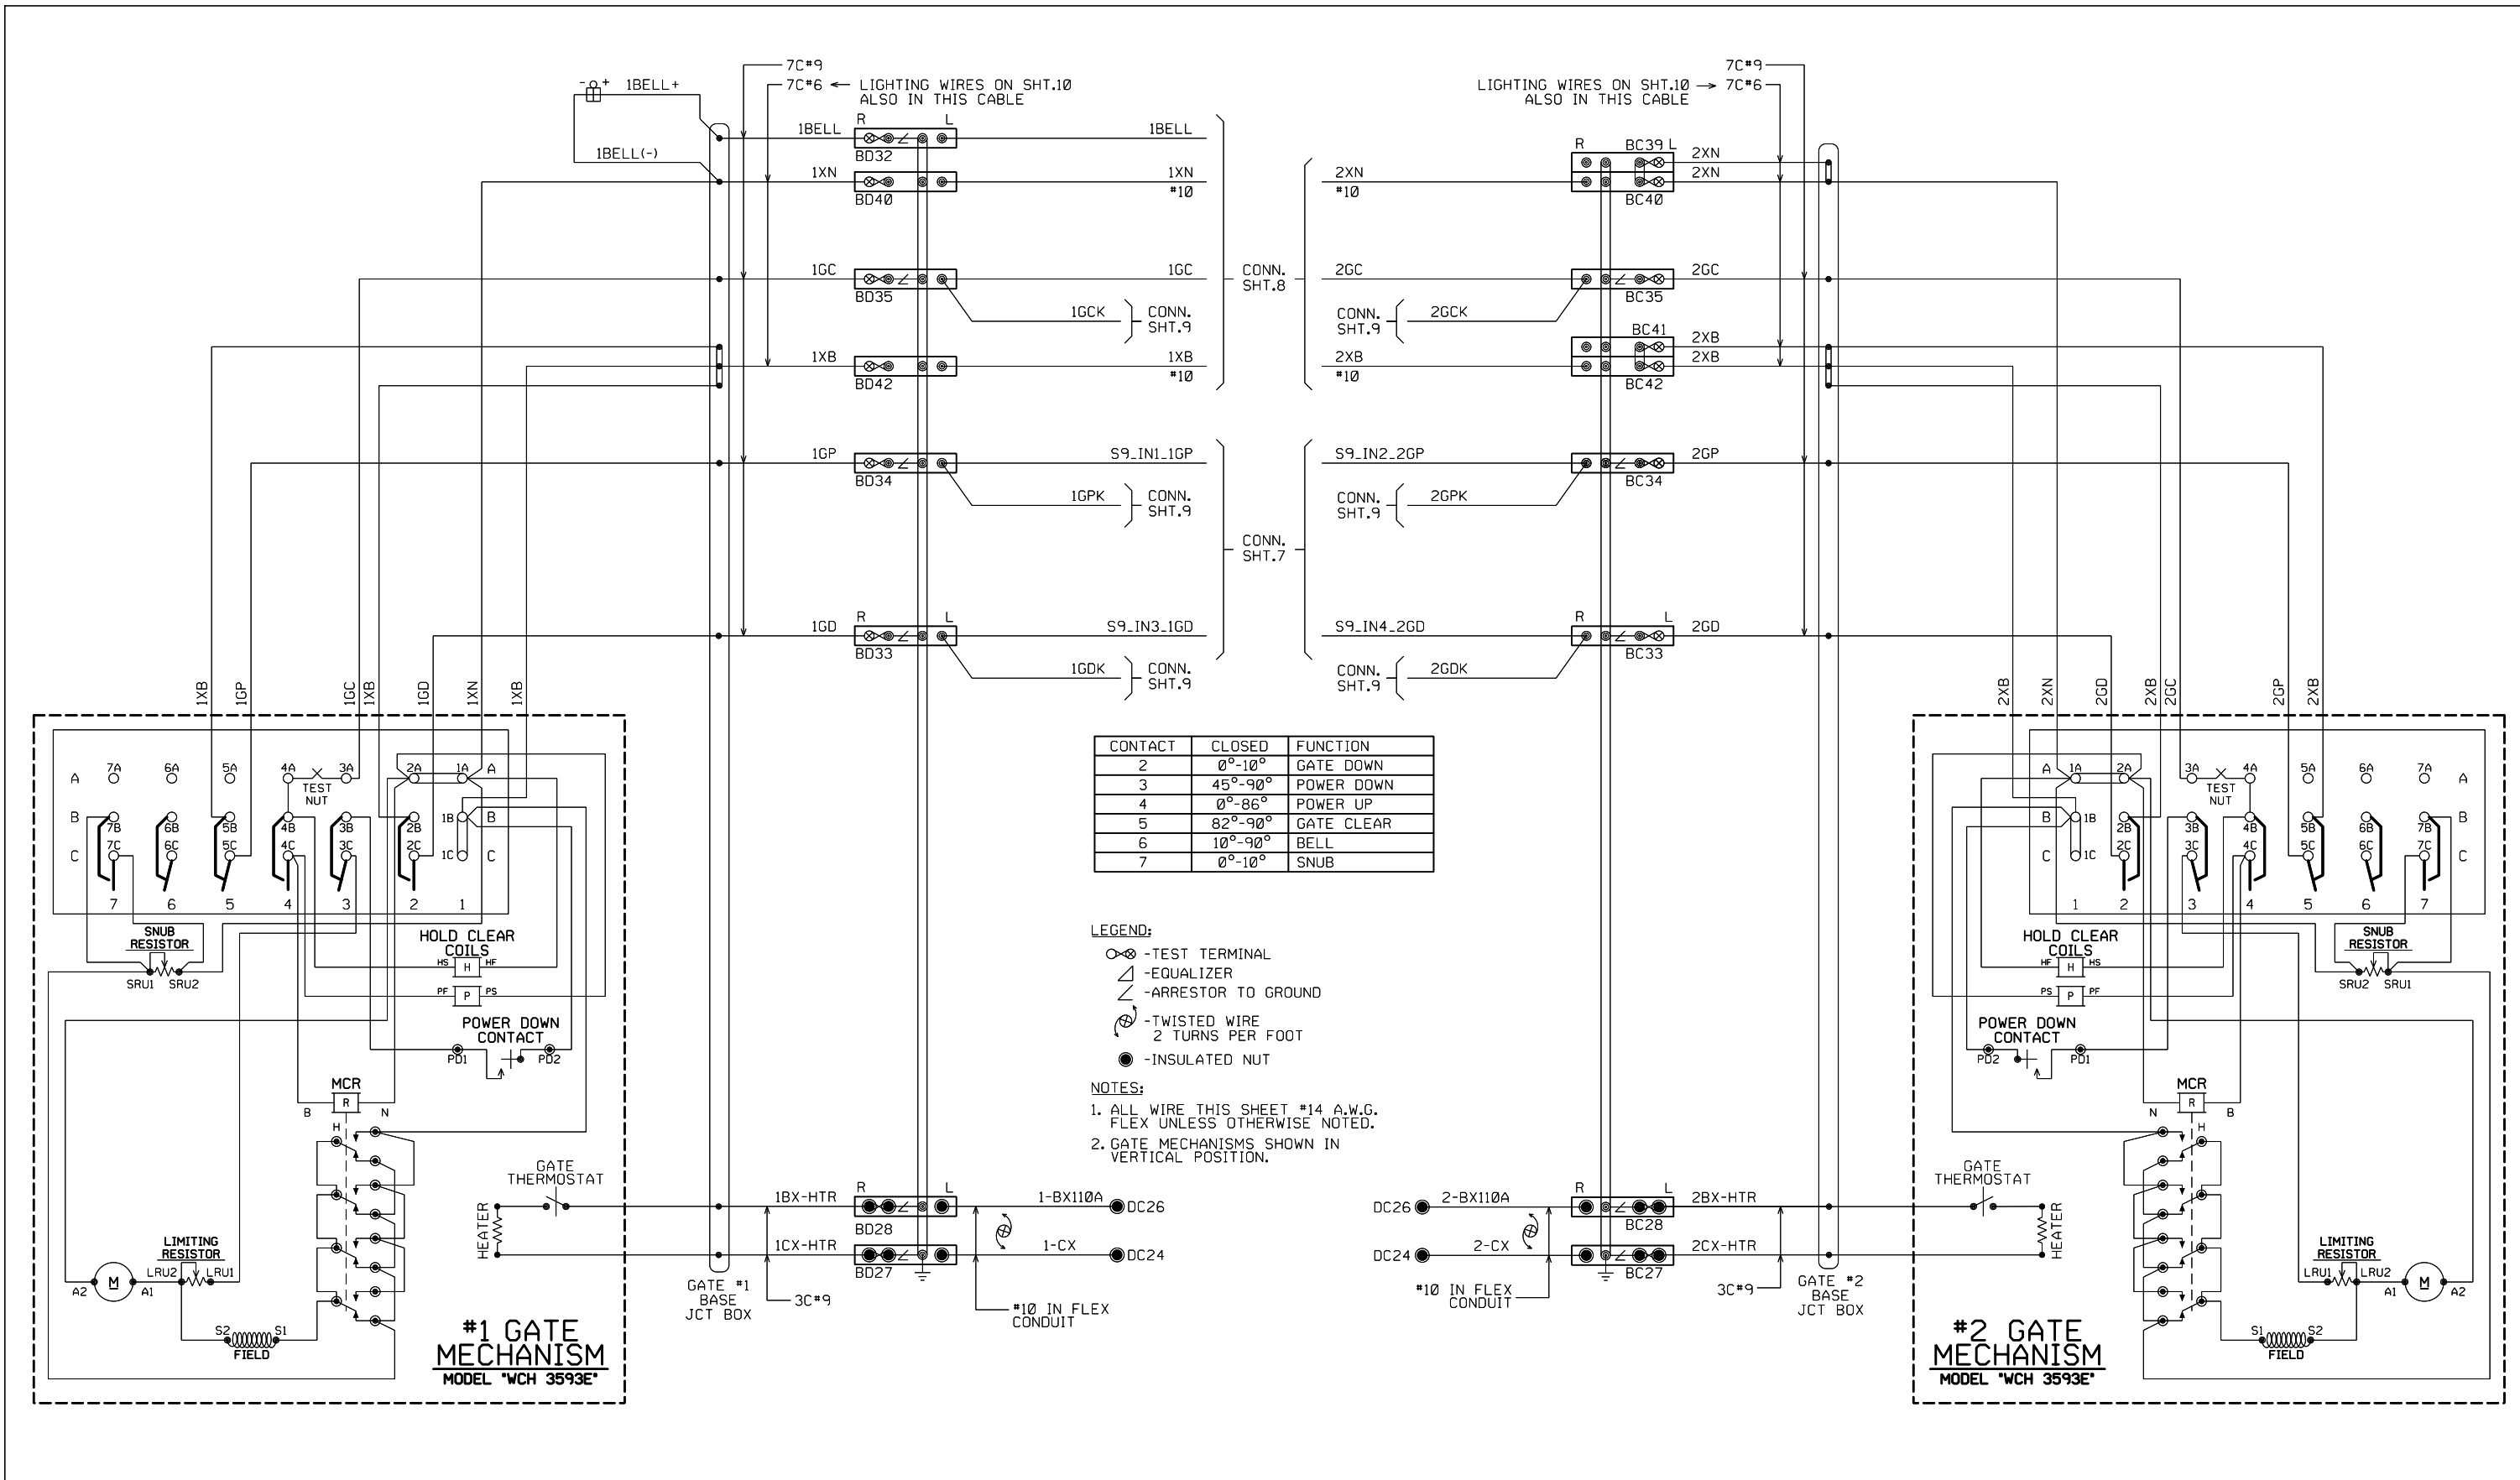 7C#9
7C#6 ← LIGHTING WIRES ON SHT.10
ALSO IN THIS CABLE
- +
1BELL+
1BELL(-)
R L
1BELL
BD32
1BELL
1XN
BD40
1XN
#10
1GC
BD35
1GC
1GCK
CONN.
SHT.9
1XB
BD42
1XB
#10
CONN.
SHT.8
1GP
BD34
S9_IN1_1GP
1GPK
CONN.
SHT.9
CONN.
SHT.7
R L
1GD
BD33
S9_IN3_1GD
1GDK
CONN.
SHT.9
7C#9
LIGHTING WIRES ON SHT.10 → 7C#6
ALSO IN THIS CABLE
R BC39 L
2XN
2XN
#10
2XN
BC40
2GC
2GC
BC35
CONN.
SHT.9
2GCK
BC41
2XB
2XB
#10
2XB
BC42
S9_IN2_2GP
2GP
BC34
CONN.
SHT.9
2GPK
R L
S9_IN4_2GD
2GD
BC33
CONN.
SHT.9
2GDK
1XB
1GP
1GC
1XB
1GD
1XN
1XB
A 7A 6A 5A 4A 3A 2A 1A A
TEST
NUT
B 7B 6B 5B 4B 3B 2B 1B B
C 7C 6C 5C 4C 3C 2C 1C C
7 6 5 4 3 2 1
SNUB
RESISTOR
SRU1 SRU2
HOLD CLEAR
COILS
HS H HF
PF P PS
POWER DOWN
CONTACT
PD1 PD2
MCR
B R N
H
LIMITING
RESISTOR
LRU2 LRU1
A2 M A1
S2 S1
FIELD
GATE
THERMOSTAT
HEATER
#1 GATE
MECHANISM
MODEL "WCH 3593E"
GATE #1
BASE
JCT BOX
R L
1BX-HTR
BD28
1-BX110A
DC26
1CX-HTR
BD27
1-CX
DC24
3C#9
#10 IN FLEX
CONDUIT
CONTACT CLOSED FUNCTION
2 0°-10° GATE DOWN
3 45°-90° POWER DOWN
4 0°-86° POWER UP
5 82°-90° GATE CLEAR
6 10°-90° BELL
7 0°-10° SNUB
LEGEND:
-TEST TERMINAL
-EQUALIZER
-ARRESTOR TO GROUND
-TWISTED WIRE
2 TURNS PER FOOT
-INSULATED NUT
NOTES:
1. ALL WIRE THIS SHEET #14 A.W.G.
FLEX UNLESS OTHERWISE NOTED.
2. GATE MECHANISMS SHOWN IN
VERTICAL POSITION.
R L
DC26
2-BX110A
2BX-HTR
BC28
DC24
2-CX
2CX-HTR
BC27
#10 IN FLEX
CONDUIT
3C#9
GATE #2
BASE
JCT BOX
2XB
2XN
2GD
2XB
2GC
2GP
2XB
A 1A 2A 3A 4A 5A 6A 7A A
TEST
NUT
B 1B 2B 3B 4B 5B 6B 7B B
C 1C 2C 3C 4C 5C 6C 7C C
1 2 3 4 5 6 7
HOLD CLEAR
COILS
HF H HS
PS P PF
SNUB
RESISTOR
SRU2 SRU1
POWER DOWN
CONTACT
PD2 PD1
MCR
N R B
H
GATE
THERMOSTAT
HEATER
LIMITING
RESISTOR
LRU1 LRU2
A1 M A2
S1 S2
FIELD
#2 GATE
MECHANISM
MODEL "WCH 3593E"